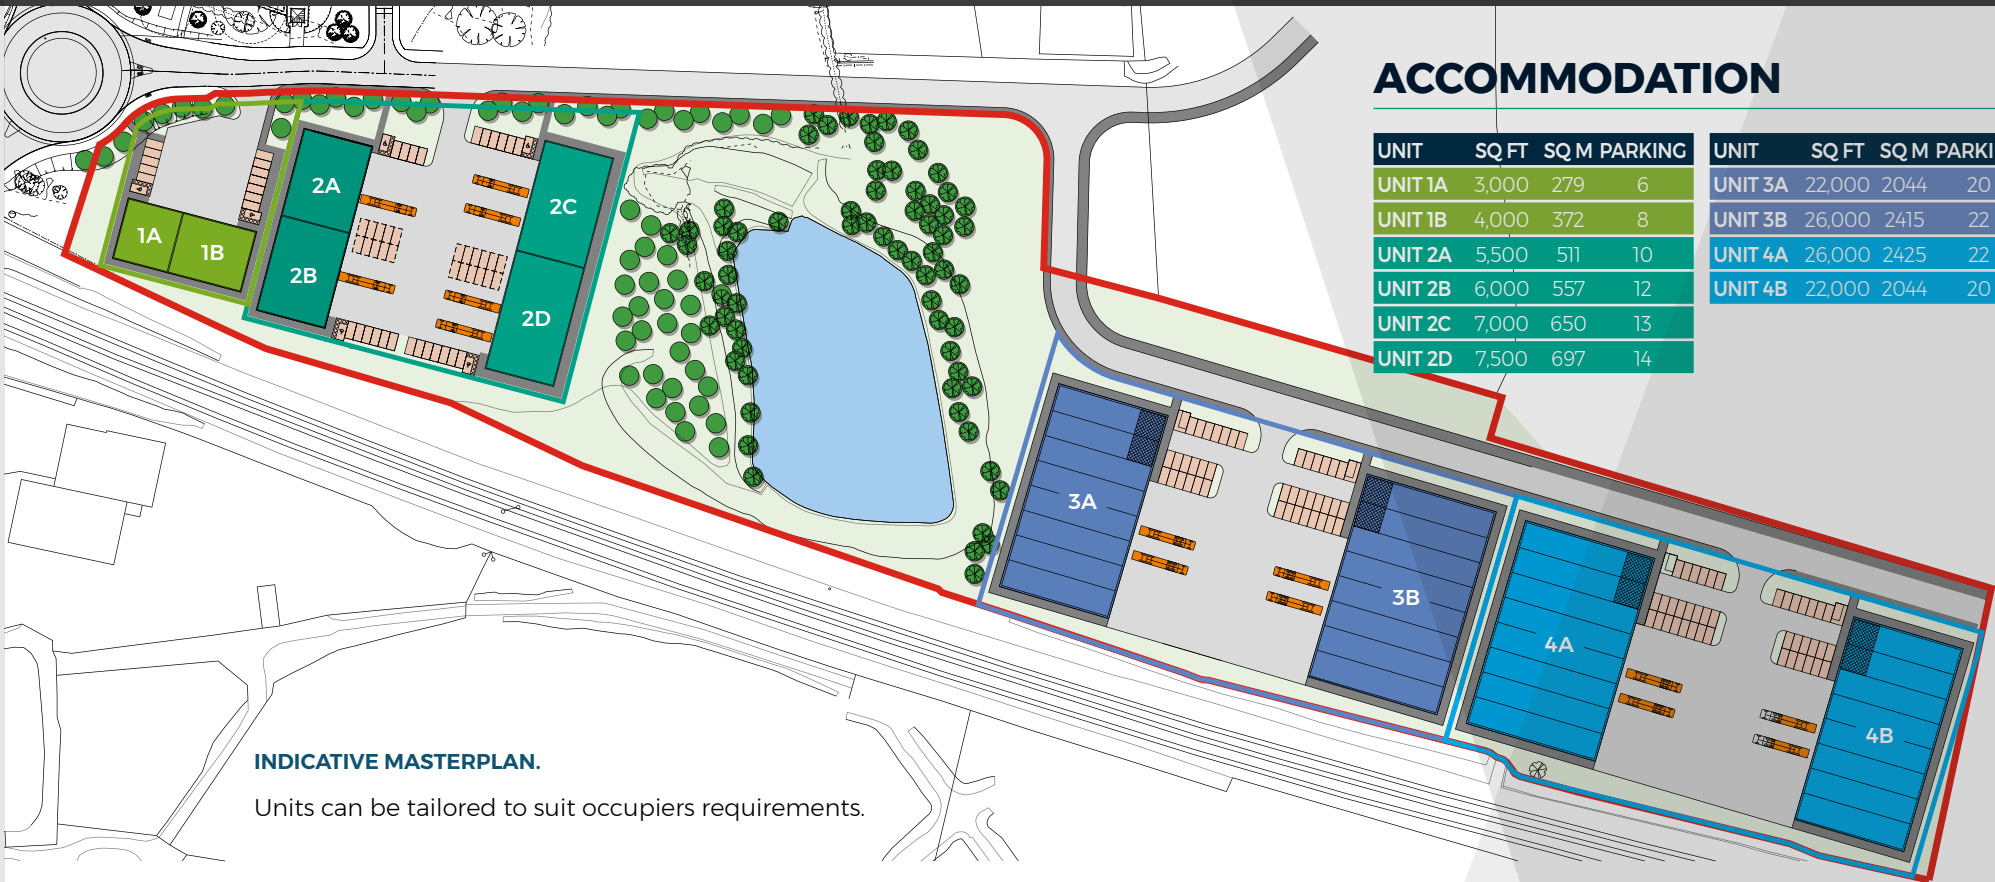 ACCOMMODATION
UNIT SQ FT SQ M PARKING
UNIT 1A 3,000 279 6
UNIT 1B 4,000 372 8
UNIT 2A 5,500 511 10
UNIT 2B 6,000 557 12
UNIT 2C 7,000 650 13
UNIT 2D 7,500 697 14
UNIT SQ FT SQ M PARKI
UNIT 3A 22,000 2044 20
UNIT 3B 26,000 2415 22
UNIT 4A 26,000 2425 22
UNIT 4B 22,000 2044 20
1A
1B
2A
2B
2C
2D
3A
3B
4A
4B
INDICATIVE MASTERPLAN.
Units can be tailored to suit occupiers requirements.